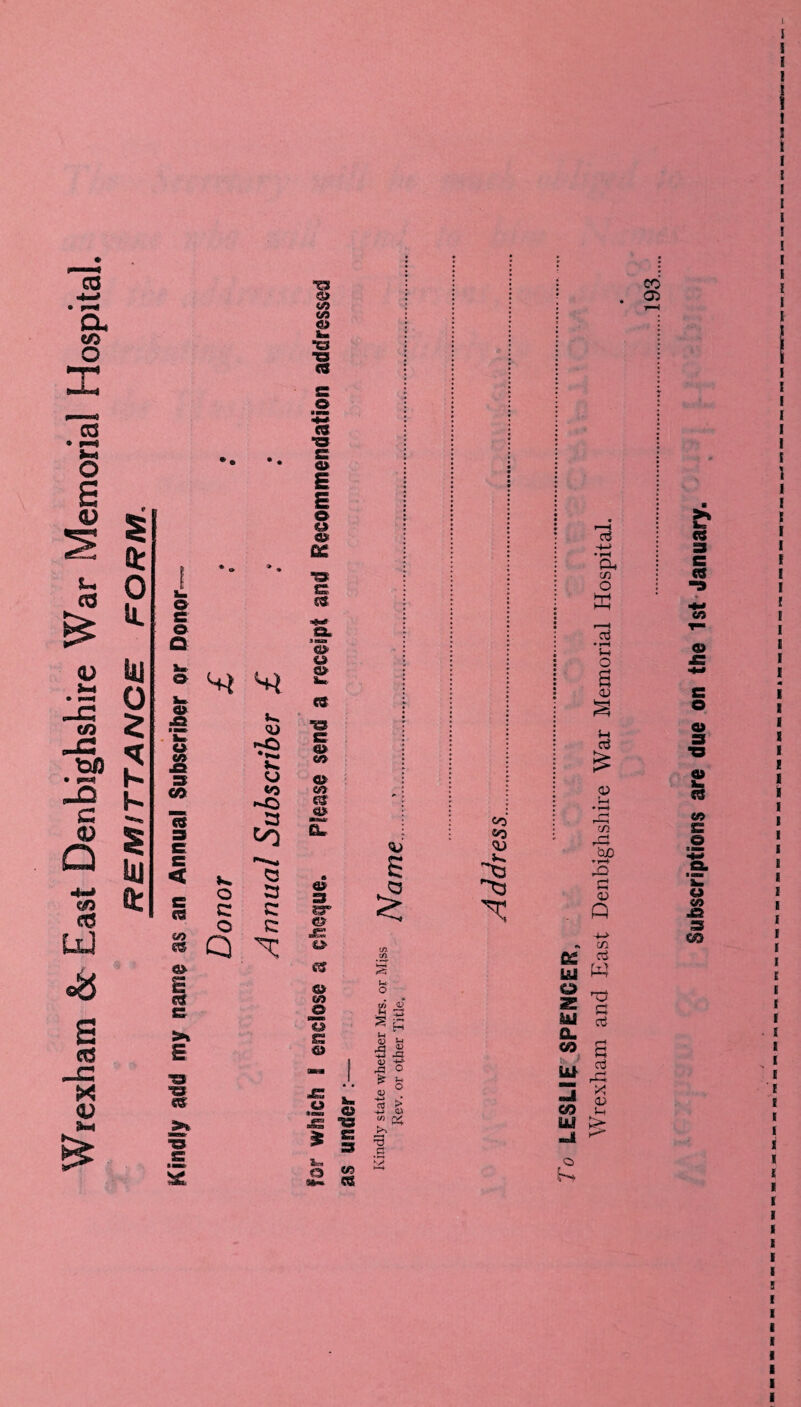 Wrexham & East Denbighshire War Memorial Hospital.
REMITTANCE FORM.
Kindly add my name as an Annual Subscriber or Donor—
Donor £ : :
Annual Subscriber £ : :
for which I enclose a cheque. Please send a receipt and Recommendation addressed
as under :—
Kindly state whether Mrs. or Miss
Rev. or other Title.
Name
Address
To LESLIE SPENCER,
Wrexham and East Denbighshire War Memorial Hospital.
193
Subscriptions are due on the 1st January.